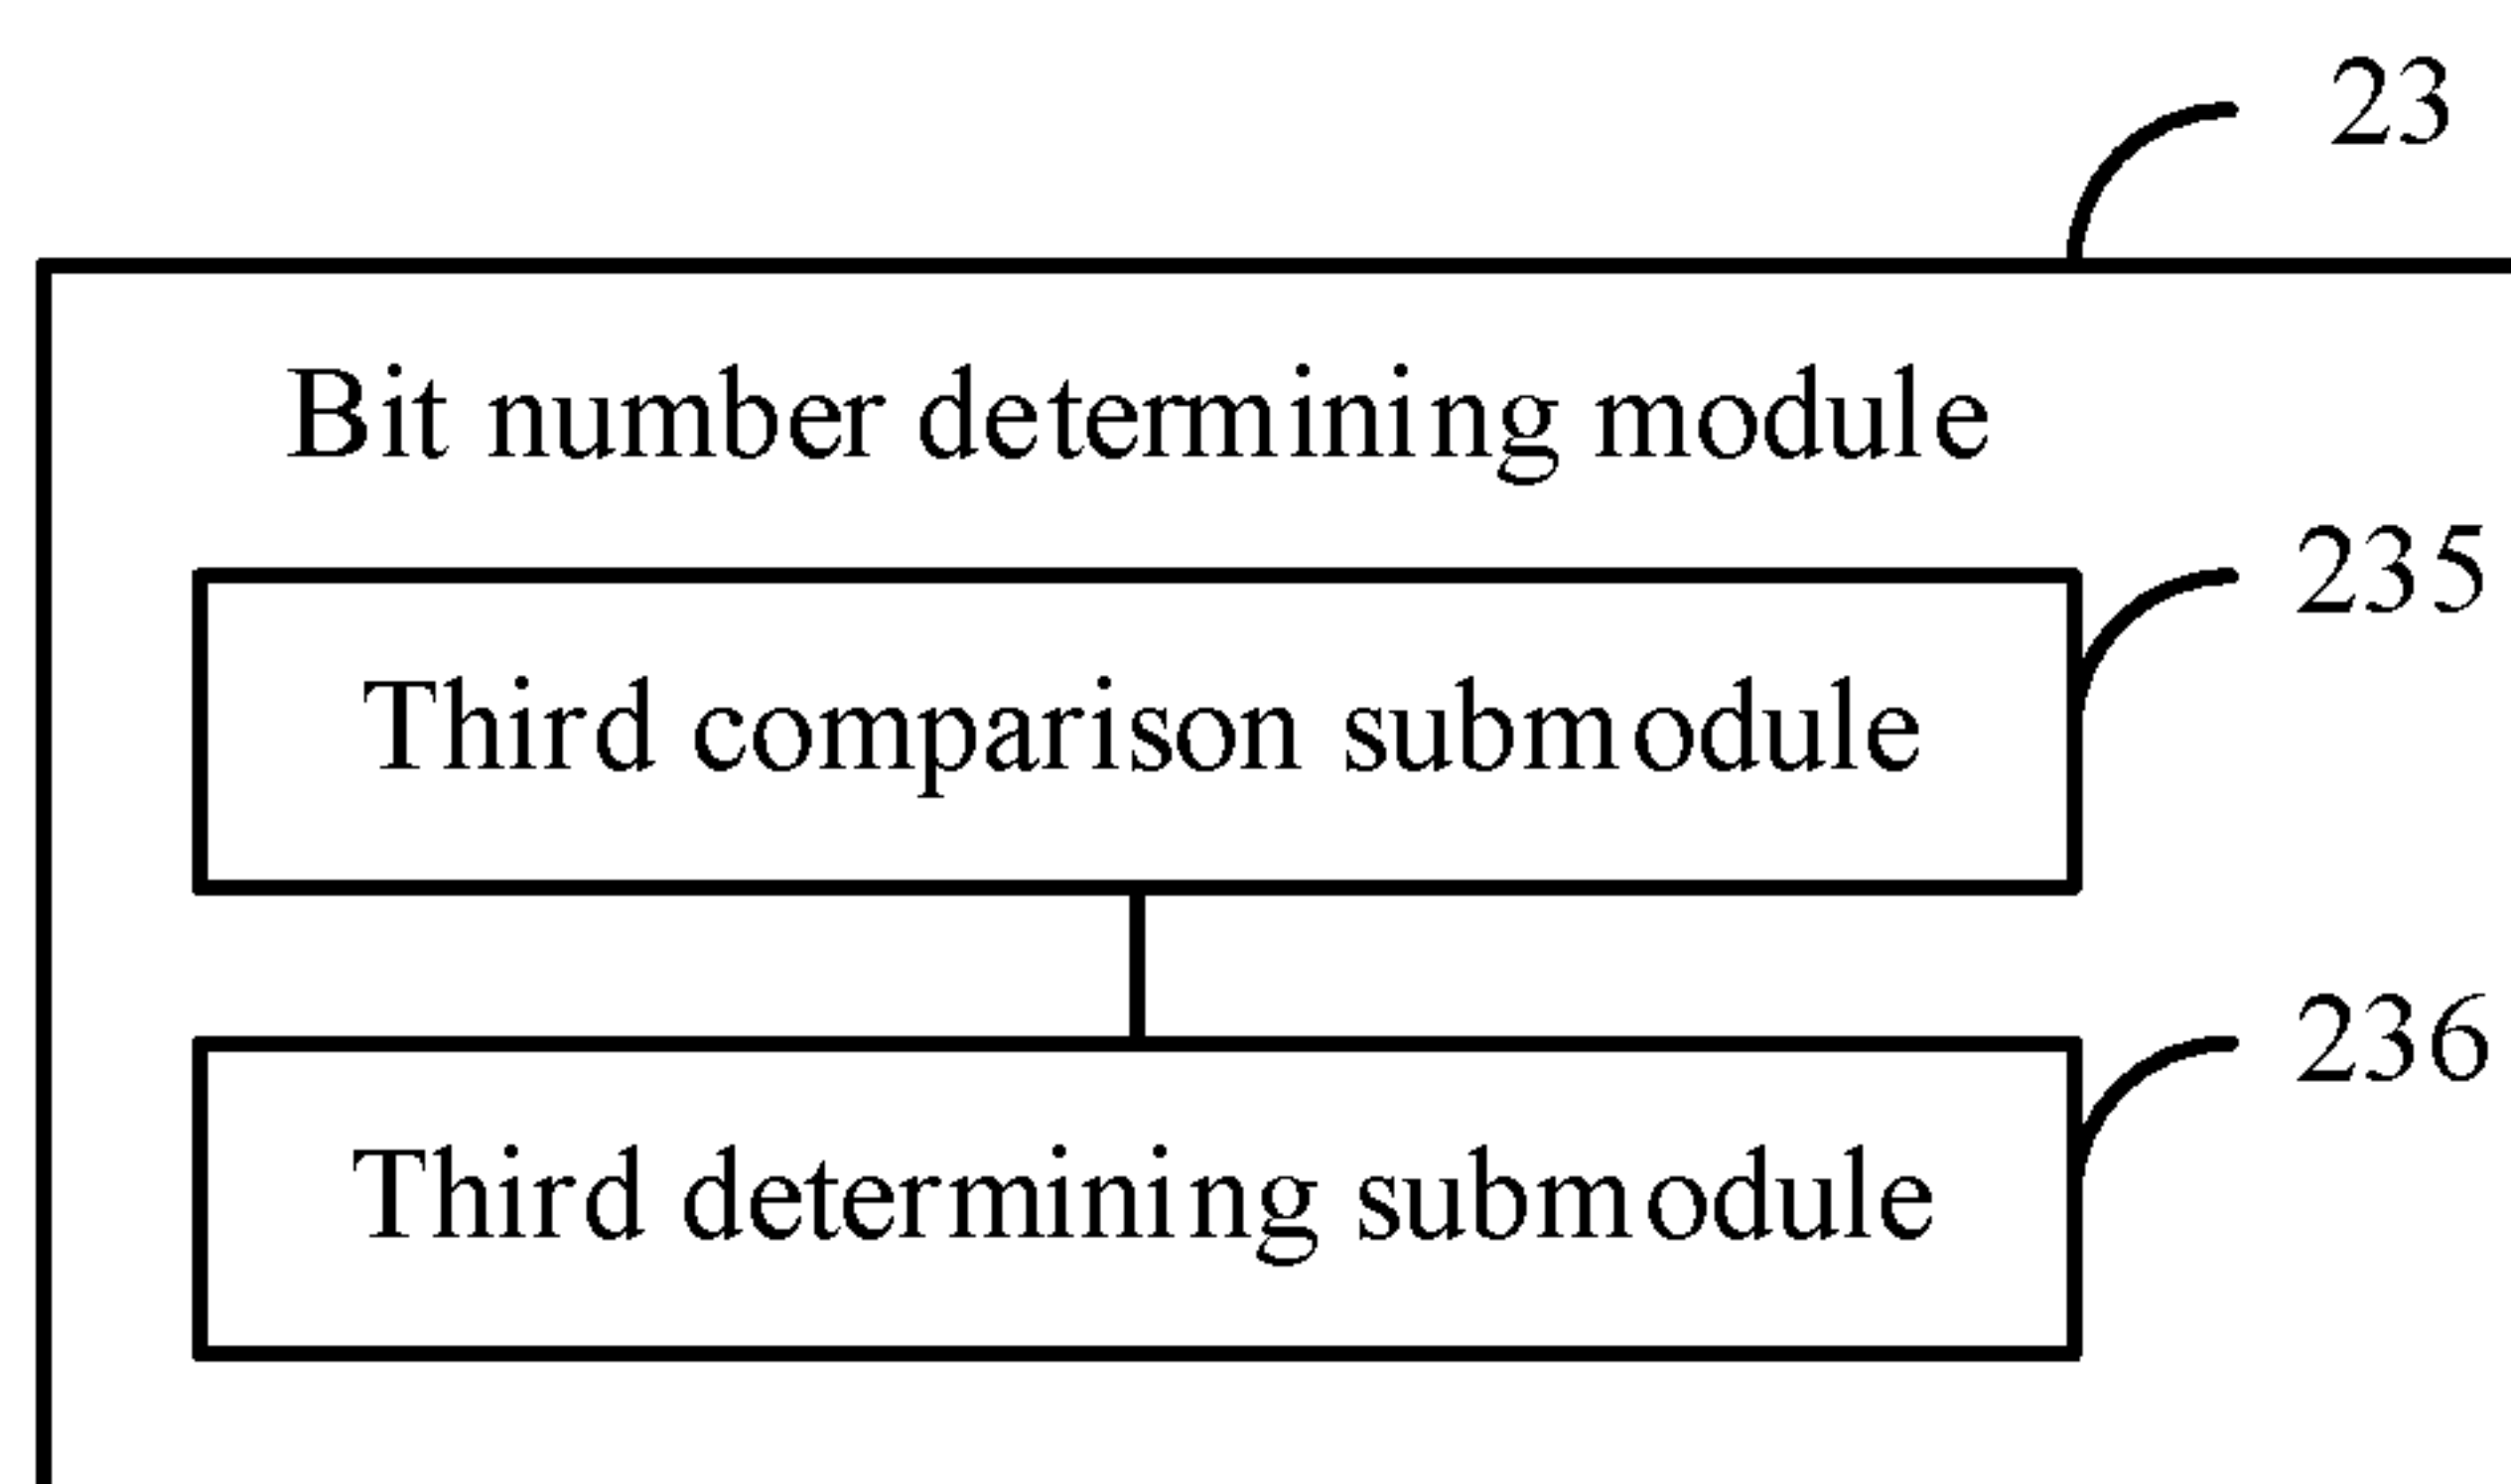 23
Bit number determining module
235
Third comparison submodule
236
Third determining submodule